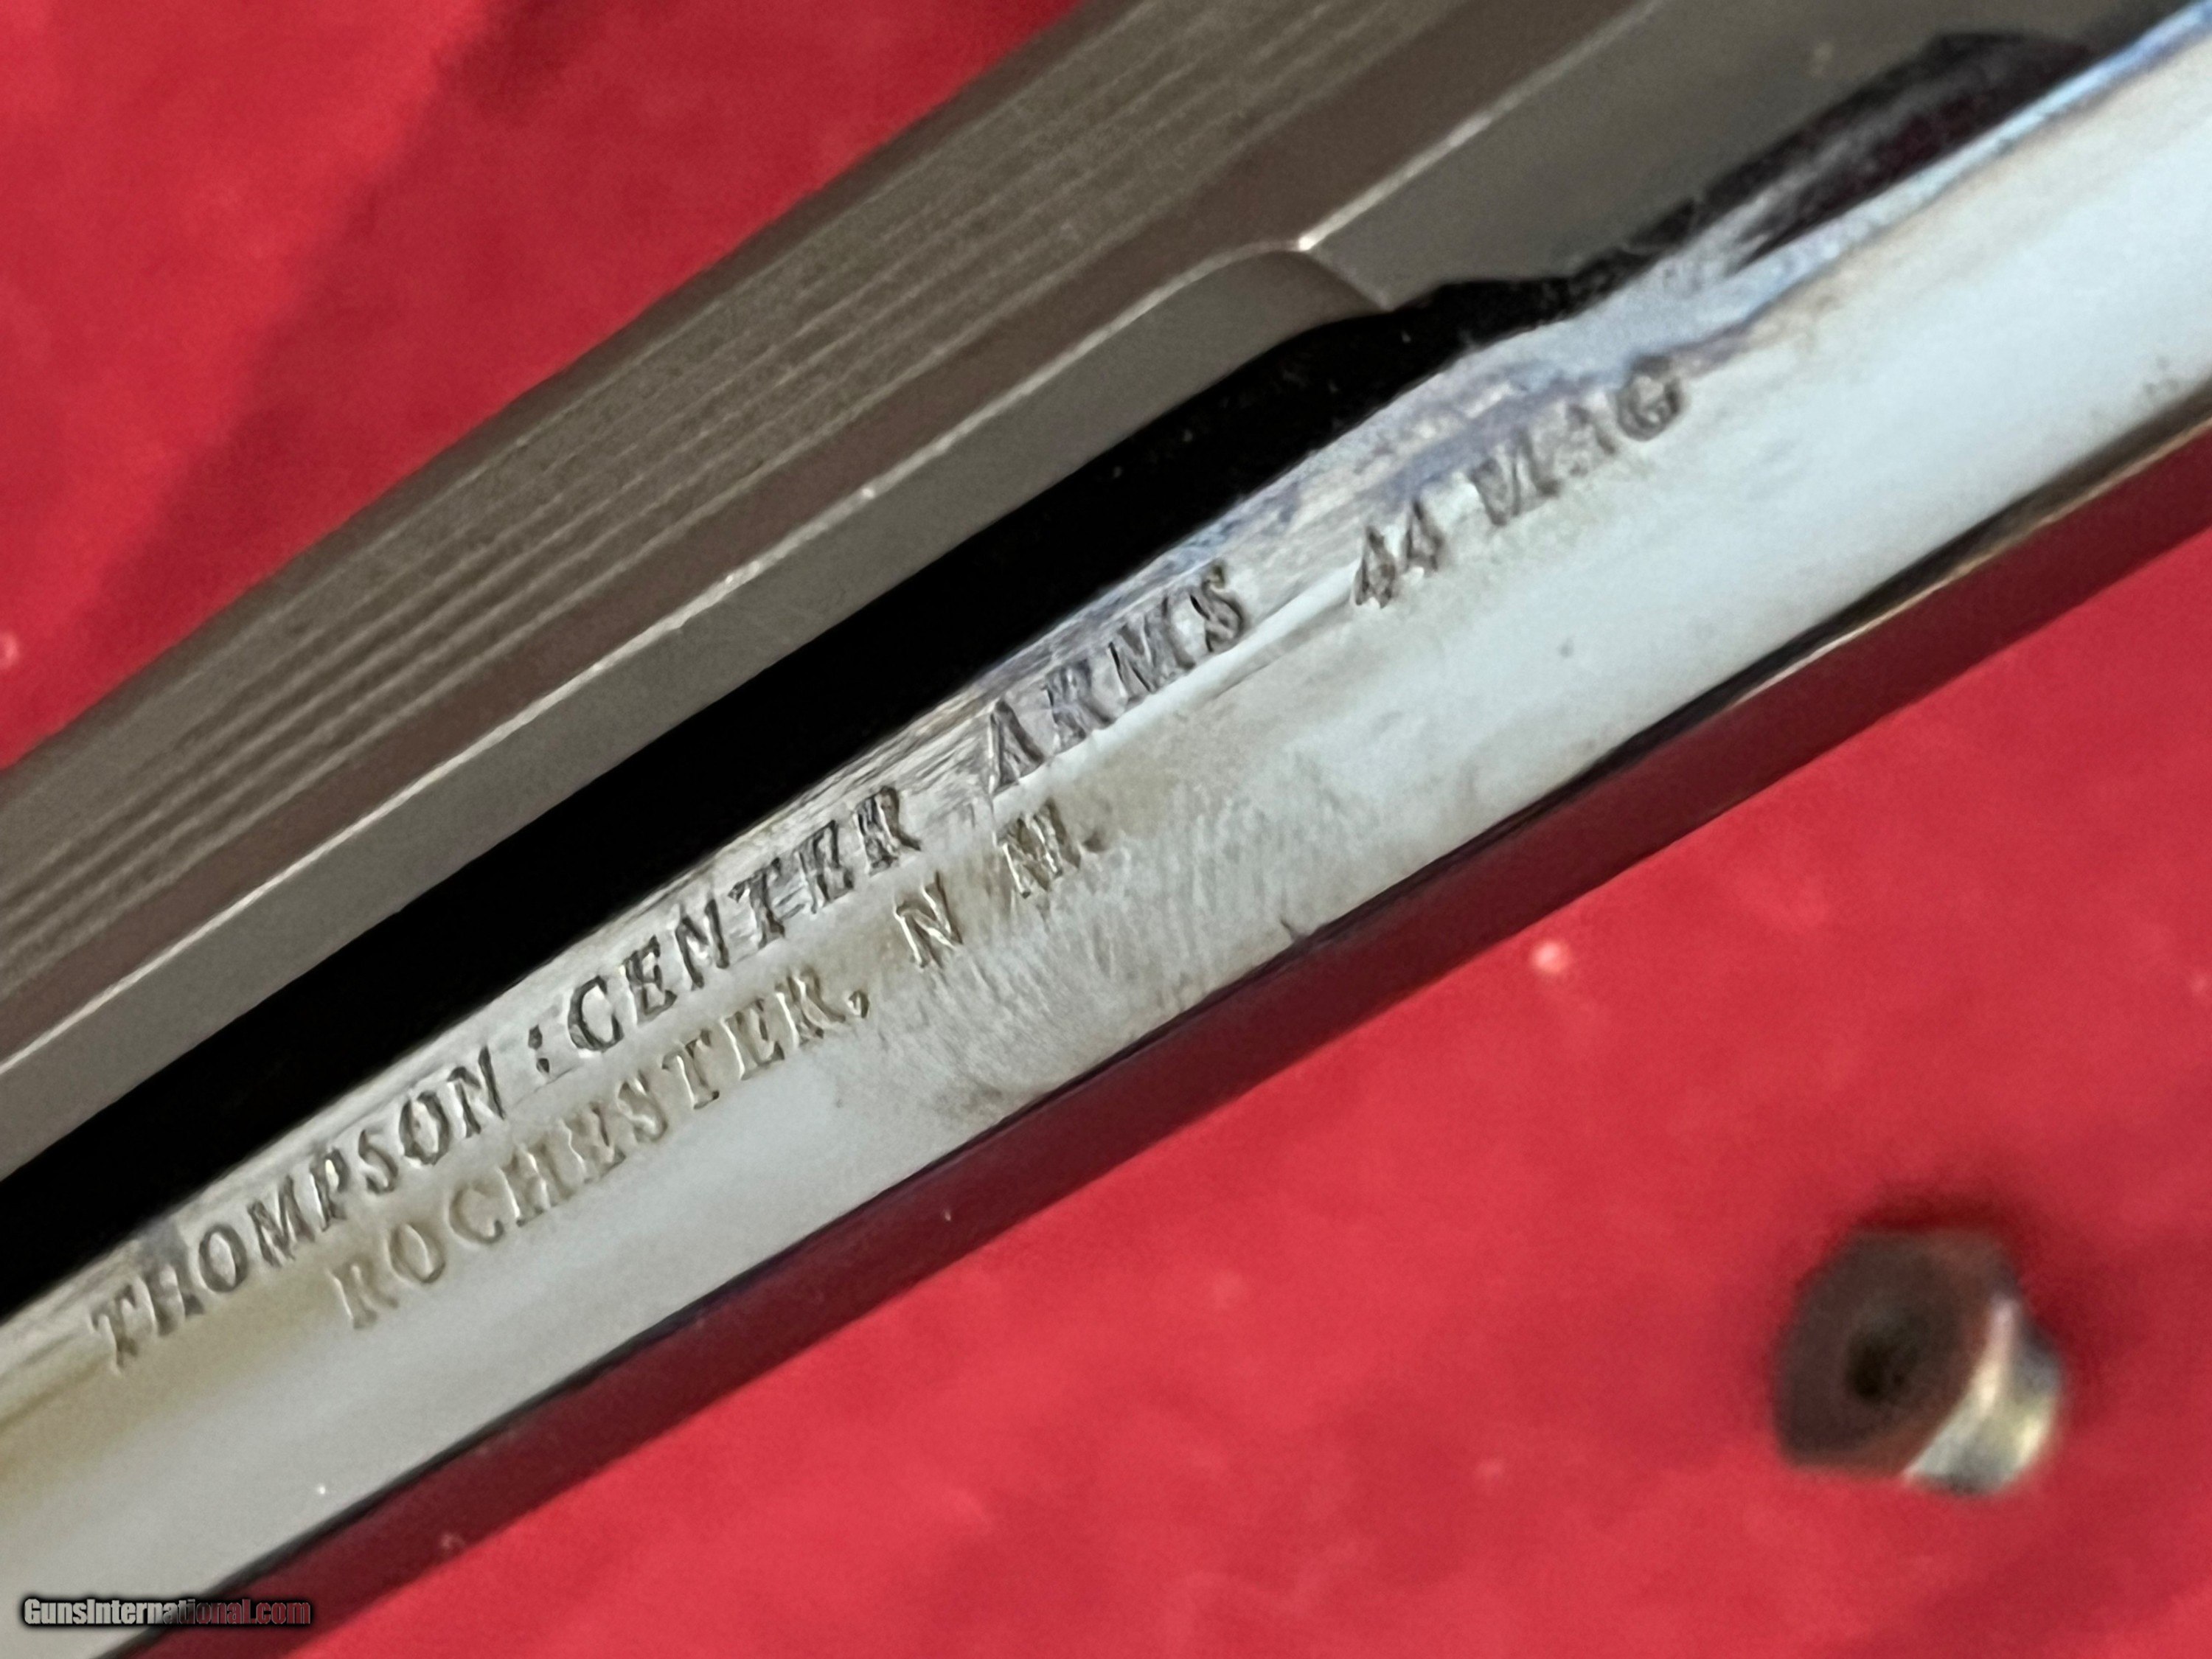 THOMPSON : CENTER ARMS 44 MAG
ROCHESTER, N M.
GunsInternational.com